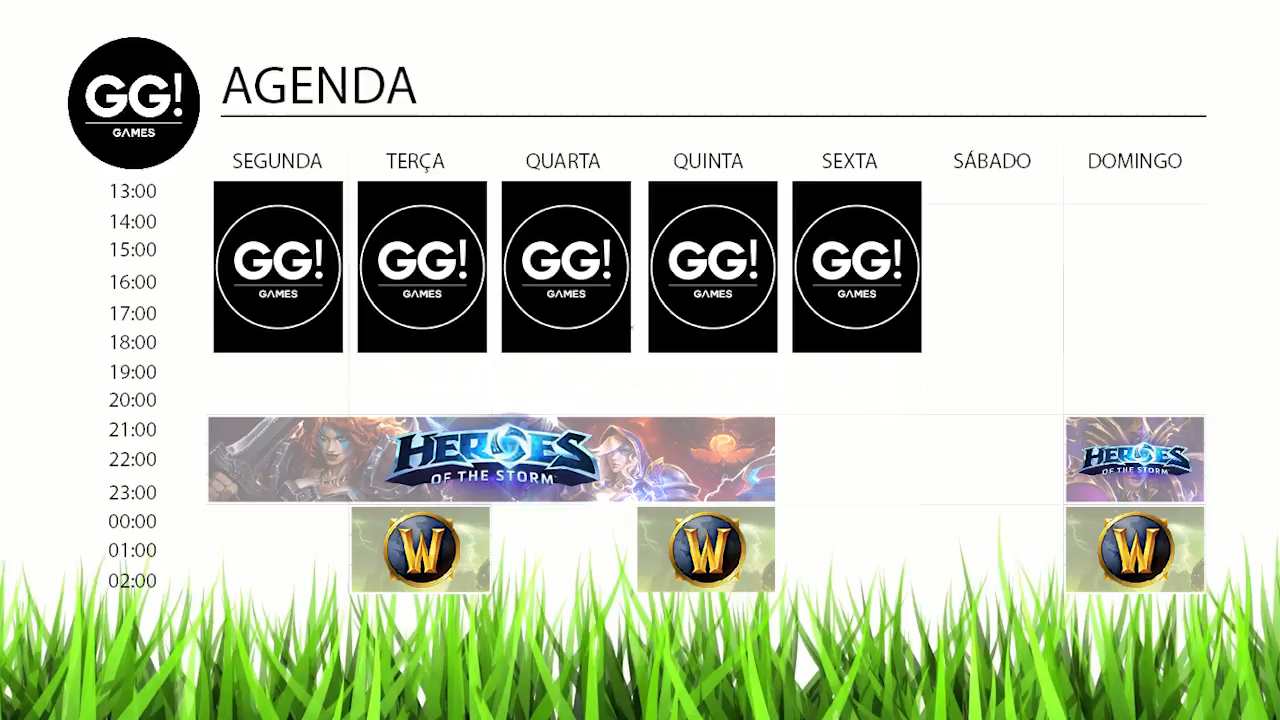 GG!
GAMES
AGENDA
SEGUNDA TERÇA QUARTA QUINTA SEXTA SÁBADO DOMINGO
13:00
14:00
15:00
16:00
17:00
18:00
GG! GG! GG! GG! GG!
GAMES GAMES GAMES GAMES GAMES
19:00
20:00
21:00
22:00
23:00
HEROES HEROES
OF THE STORM OF THE STORM
00:00
01:00
02:00
W W W